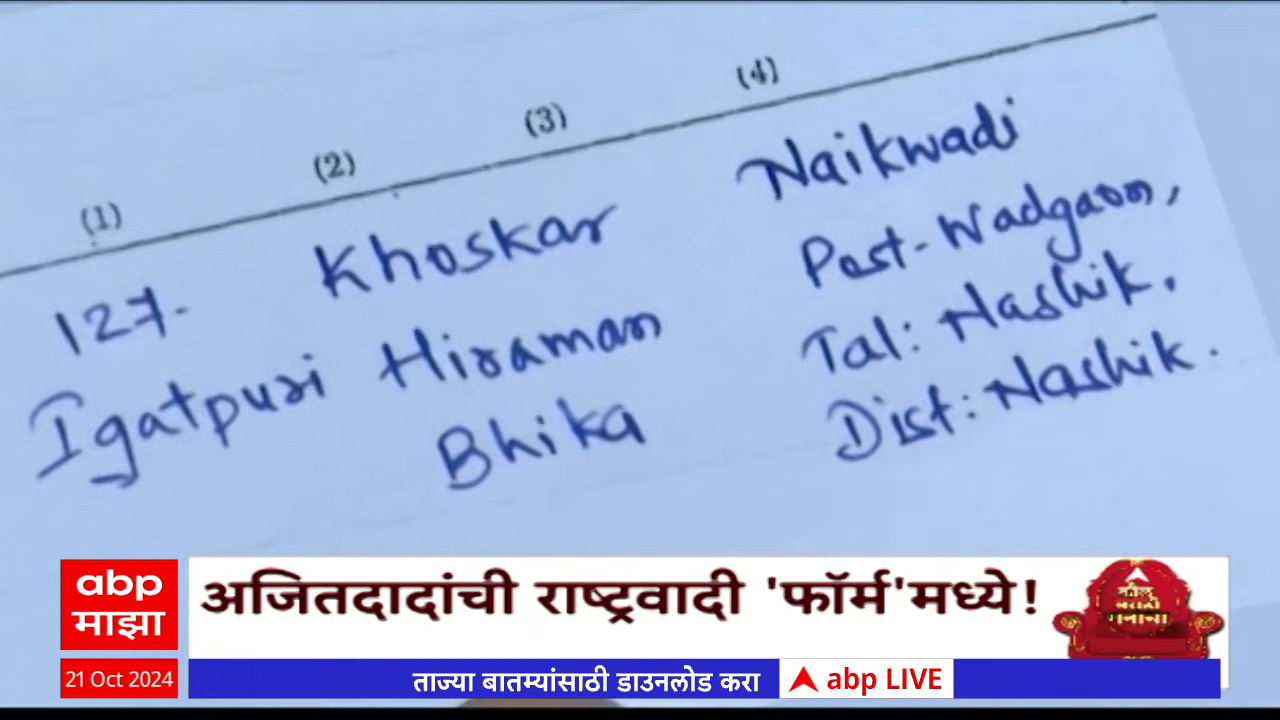 (1) (2) (3) (4)
127. Khoskar Naikwadi
Igatpuri Hiraman Post-Wadgaon,
Bhika Tal: Nashik.
Dist: Nashik.
abp माझा
अजितदादांची राष्ट्रवादी 'फॉर्म'मध्ये!
21 Oct 2024
ताज्या बातम्यांसाठी डाउनलोड करा abp LIVE